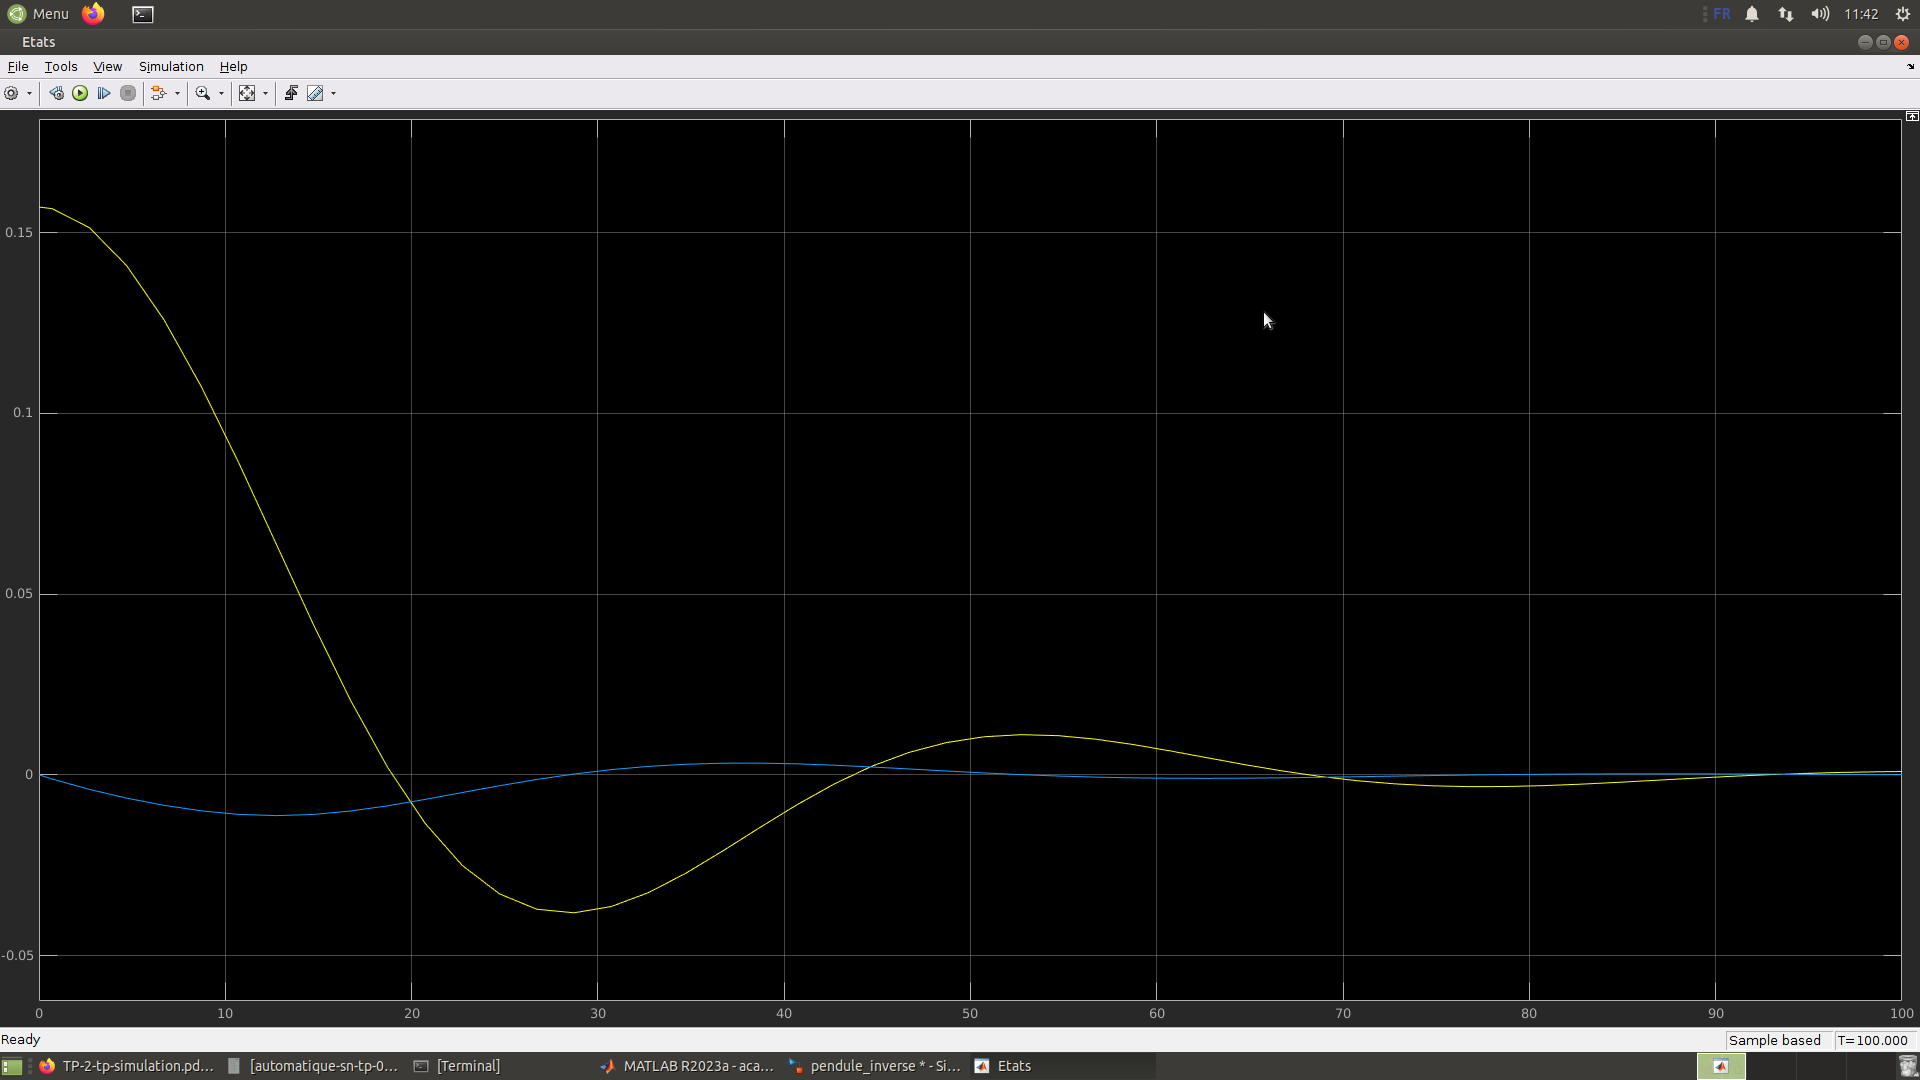 Menu
FR
11:42
Etats
File Tools View Simulation Help
0.15
0.1
0.05
0
-0.05
0 10 20 30 40 50 60 70 80 90 100
Ready
Sample based T=100.000
TP-2-tp-simulation.pd...
[automatique-sn-tp-0...
[Terminal]
MATLAB R2023a - aca...
pendule_inverse * - Si...
Etats